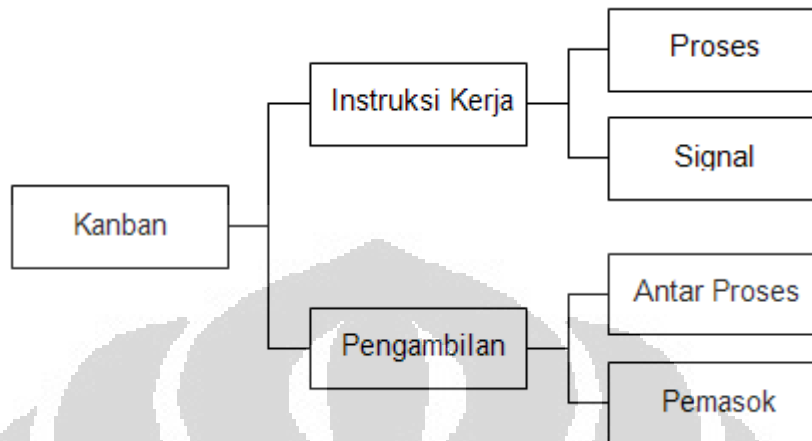 Kanban
Instruksi Kerja
Proses
Signal
Pengambilan
Antar Proses
Pemasok